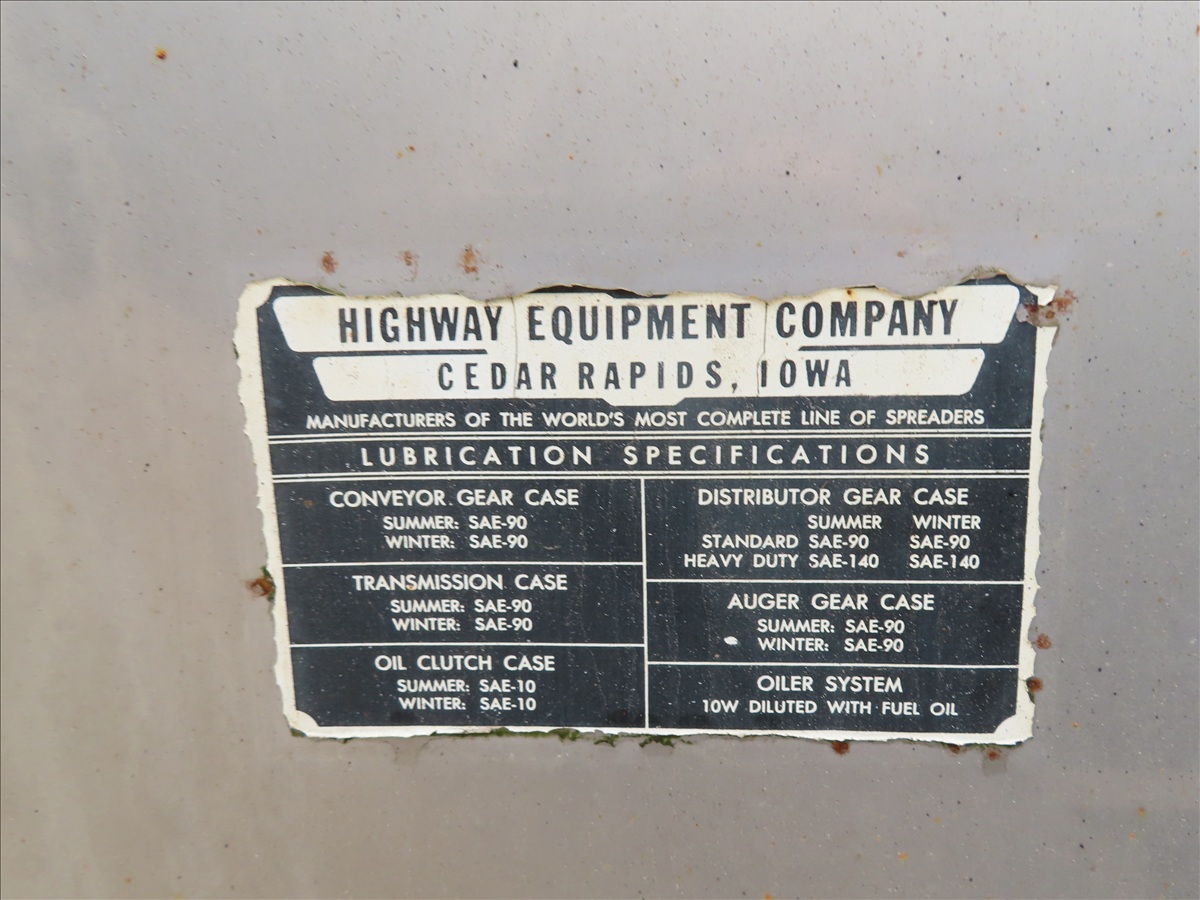 HIGHWAY EQUIPMENT COMPANY
CEDAR RAPIDS, IOWA
MANUFACTURERS OF THE WORLD'S MOST COMPLETE LINE OF SPREADERS
LUBRICATION SPECIFICATIONS
CONVEYOR GEAR CASE
SUMMER: SAE-90
WINTER: SAE-90
TRANSMISSION CASE
SUMMER: SAE-90
WINTER: SAE-90
OIL CLUTCH CASE
SUMMER: SAE-10
WINTER: SAE-10
DISTRIBUTOR GEAR CASE
SUMMER WINTER
STANDARD SAE-90 SAE-90
HEAVY DUTY SAE-140 SAE-140
AUGER GEAR CASE
SUMMER: SAE-90
WINTER: SAE-90
OILER SYSTEM
10W DILUTED WITH FUEL OIL